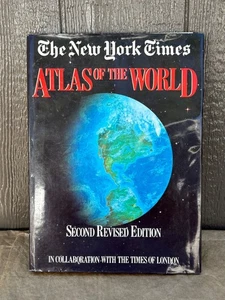 The New York Times
ATLAS OF THE WORLD
SECOND REVISED EDITION
IN COLLABORATION WITH THE TIMES OF LONDON